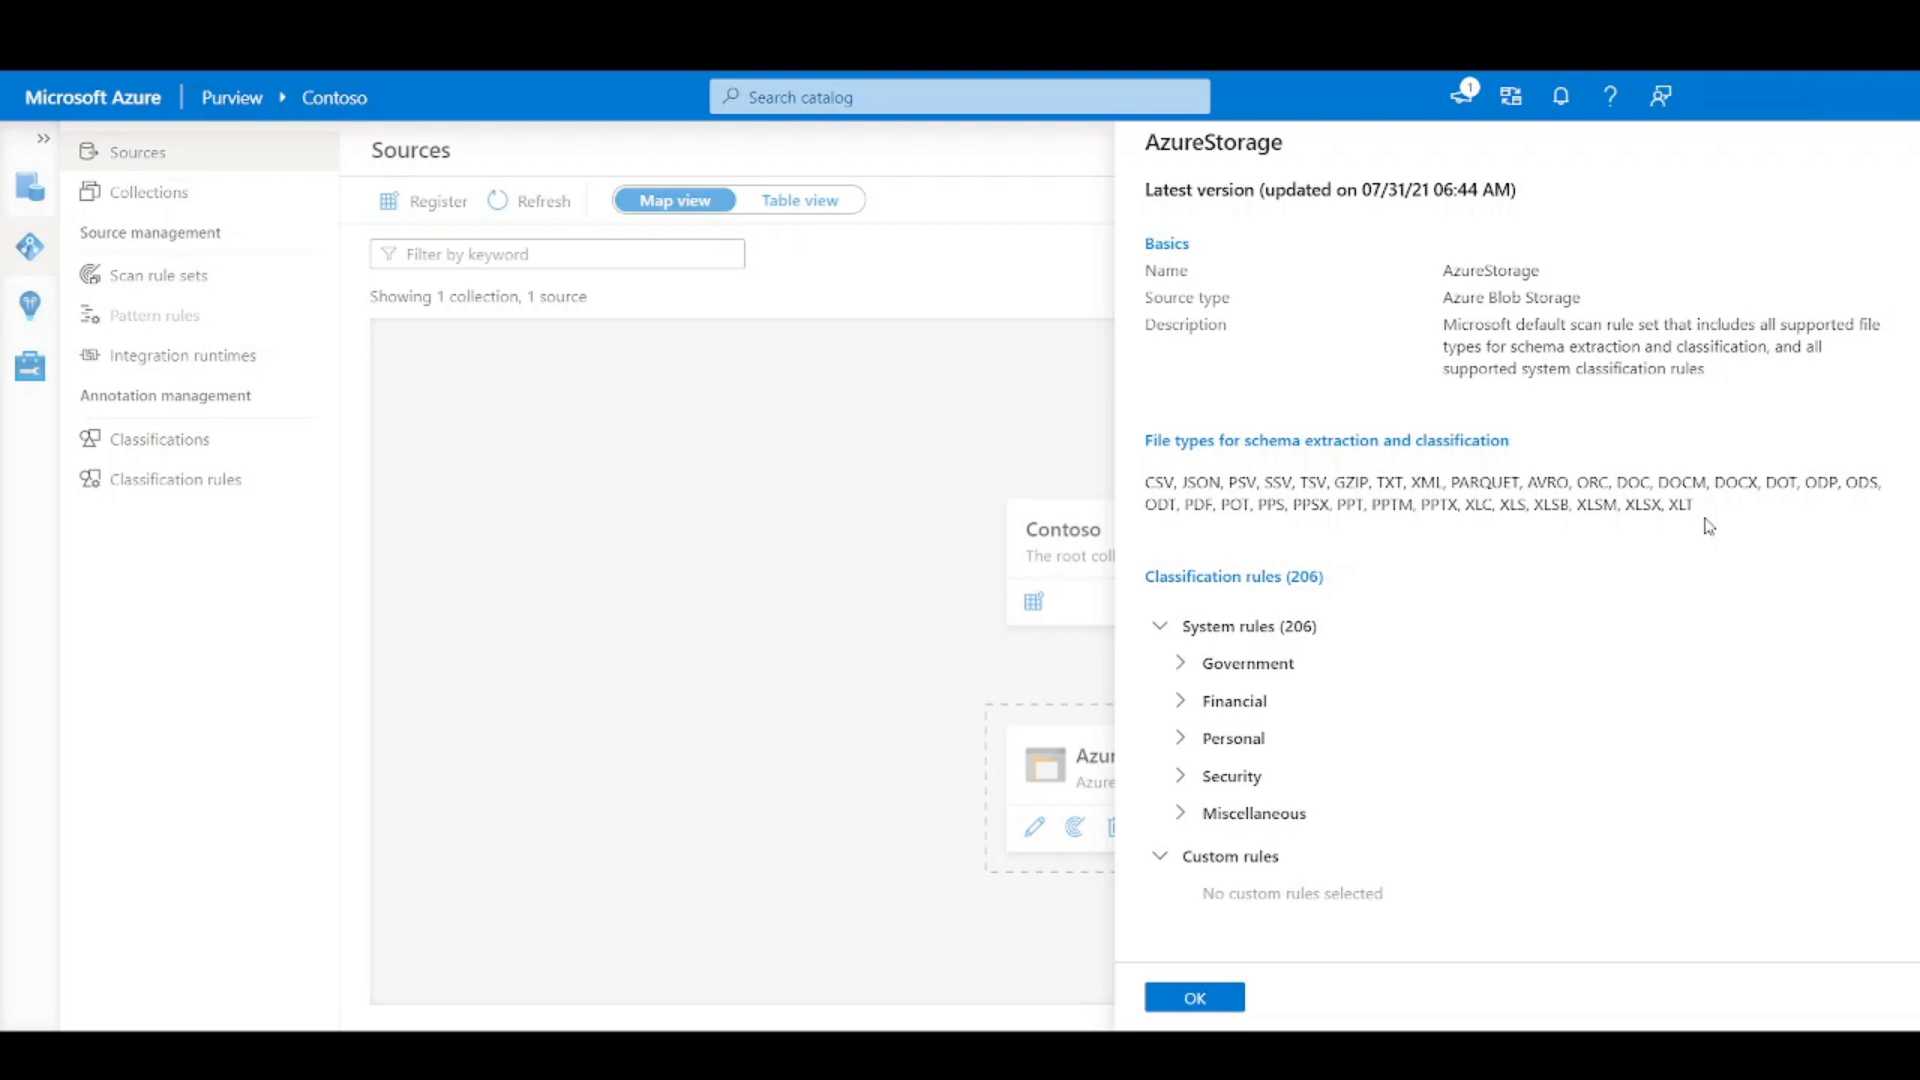 Microsoft Azure
Purview
Contoso
Search catalog
1
Sources
Collections
Source management
Scan rule sets
Pattern rules
Integration runtimes
Annotation management
Classifications
Classification rules
Sources
Register
Refresh
Map view
Table view
Filter by keyword
Showing 1 collection, 1 source
Contoso
The root coll
Azur
Azure
AzureStorage
Latest version (updated on 07/31/21 06:44 AM)
Basics
Name AzureStorage
Source type Azure Blob Storage
Description Microsoft default scan rule set that includes all supported file
types for schema extraction and classification, and all
supported system classification rules
File types for schema extraction and classification
CSV, JSON, PSV, SSV, TSV, GZIP, TXT, XML, PARQUET, AVRO, ORC, DOC, DOCM, DOCX, DOT, ODP, ODS,
ODT, PDF, POT, PPS, PPSX, PPT, PPTM, PPTX, XLC, XLS, XLSB, XLSM, XLSX, XLT
Classification rules (206)
System rules (206)
Government
Financial
Personal
Security
Miscellaneous
Custom rules
No custom rules selected
OK